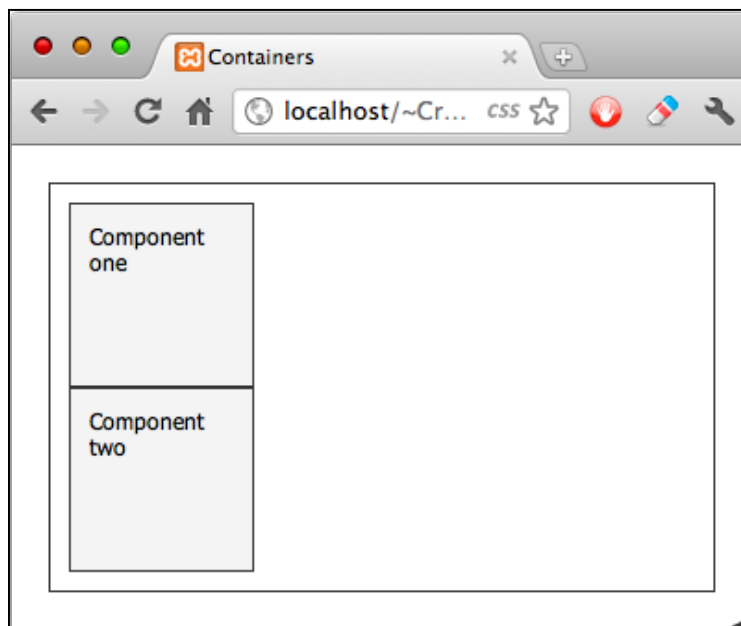 Containers
localhost/~Cr... css
Component
one
Component
two